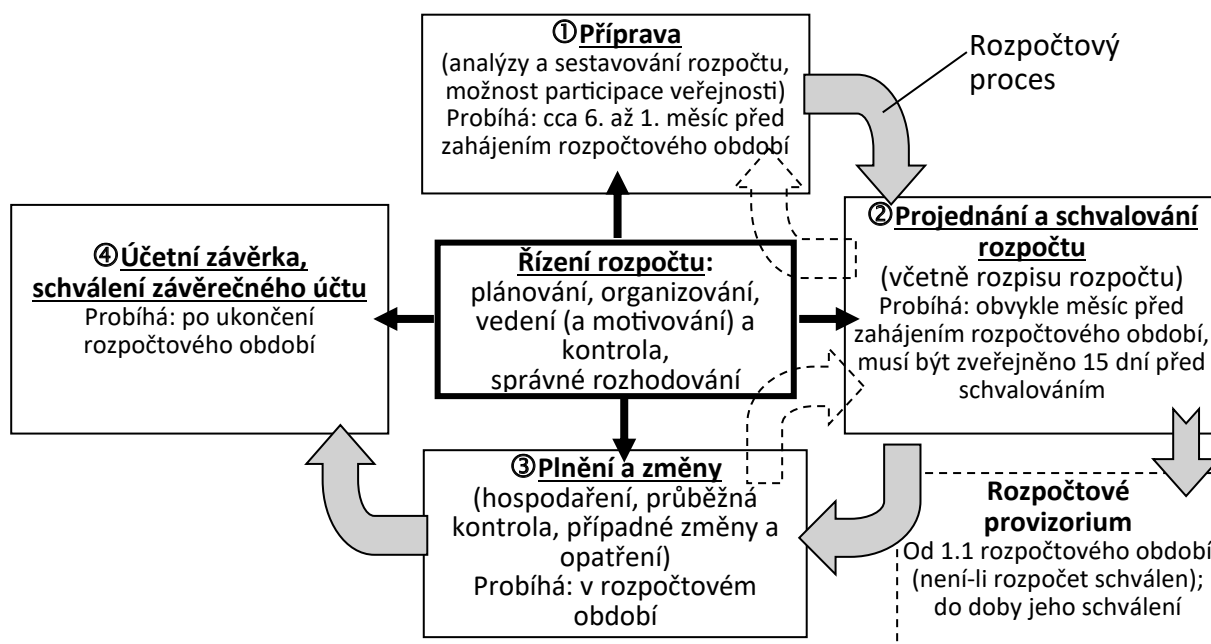 ①Příprava
(analýzy a sestavování rozpočtu,
možnost participace veřejnosti)
Probíhá: cca 6. až 1. měsíc před
zahájením rozpočtového období
Rozpočtový
proces
②Projednání a schvalování
rozpočtu
(včetně rozpisu rozpočtu)
Probíhá: obvykle měsíc před
zahájením rozpočtového období,
musí být zveřejněno 15 dní před
schvalováním
④Účetní závěrka,
schválení závěrečného účtu
Probíhá: po ukončení
rozpočtového období
Řízení rozpočtu:
plánování, organizování,
vedení (a motivování) a
kontrola,
správné rozhodování
③Plnění a změny
(hospodaření, průběžná
kontrola, případné změny a
opatření)
Probíhá: v rozpočtovém
období
Rozpočtové
provizorium
Od 1.1 rozpočtového období
(není-li rozpočet schválen);
do doby jeho schválení